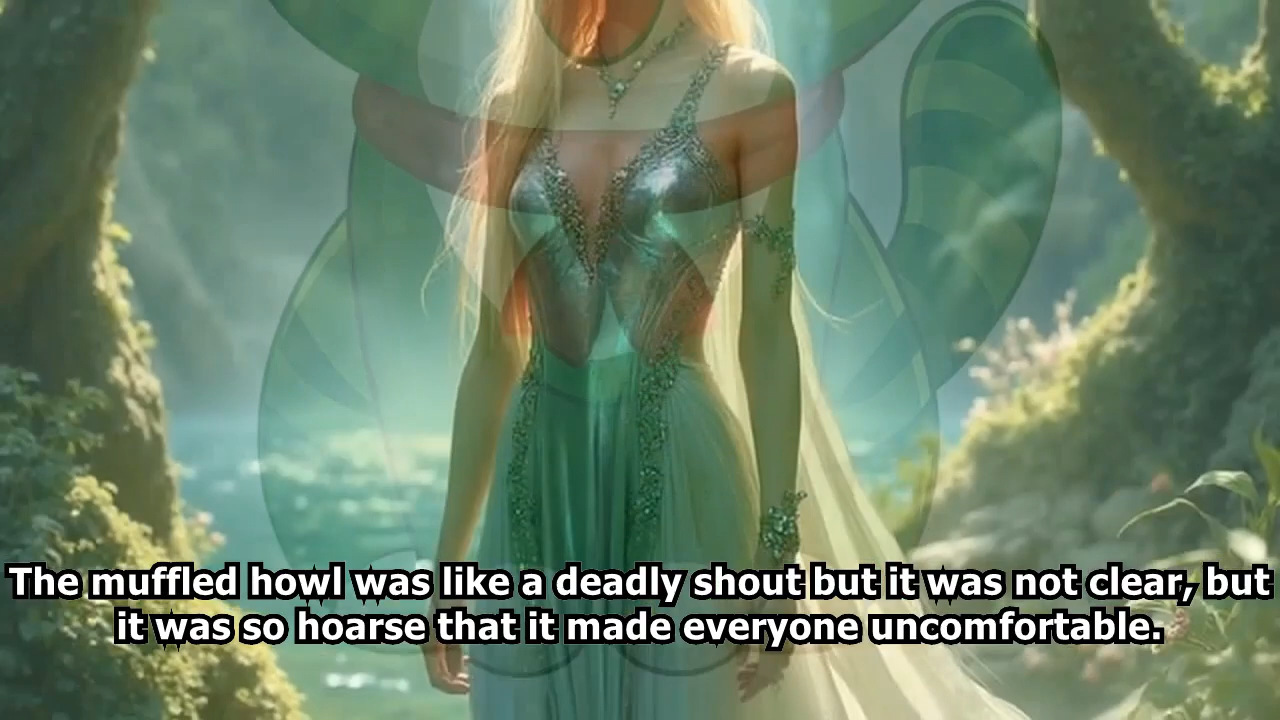 The muffled howl was like a deadly shout but it was not clear, but
it was so hoarse that it made everyone uncomfortable.